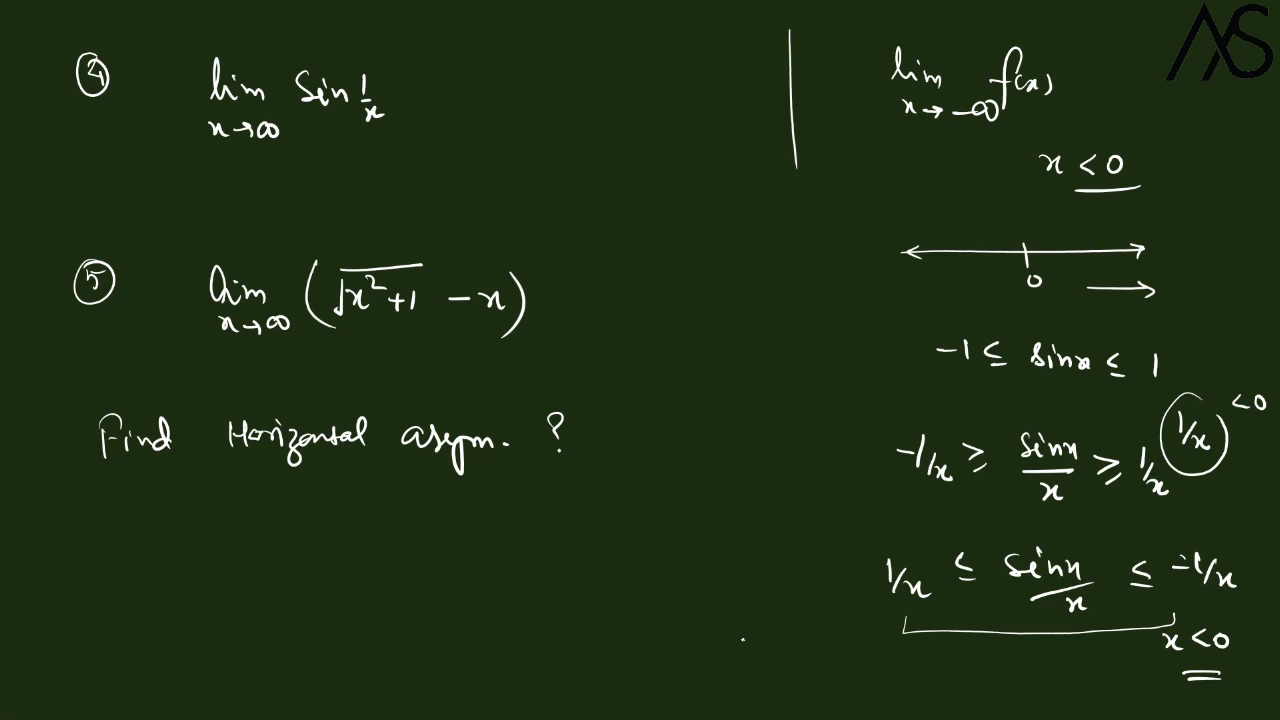 ④ lim sin 1/x
x→∞
⑤ lim (√x²+1 − x)
x→∞
Find Horizontal asym. ?
lim f(x)
x→ −∞
x < 0
0
−1 ≤ sinx ≤ 1
−1/x ≥ sinx/x ≥ 1/x (1/x) <0
1/x ≤ sinx/x ≤ −1/x
x < 0
NS